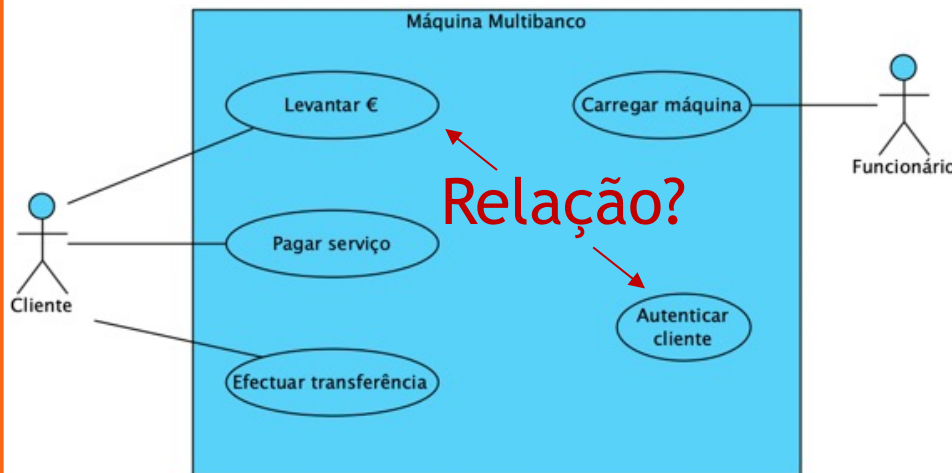 Máquina Multibanco
Levantar €
Carregar máquina
Relação?
Funcionário
Pagar serviço
Cliente
Autenticar
cliente
Efectuar transferência